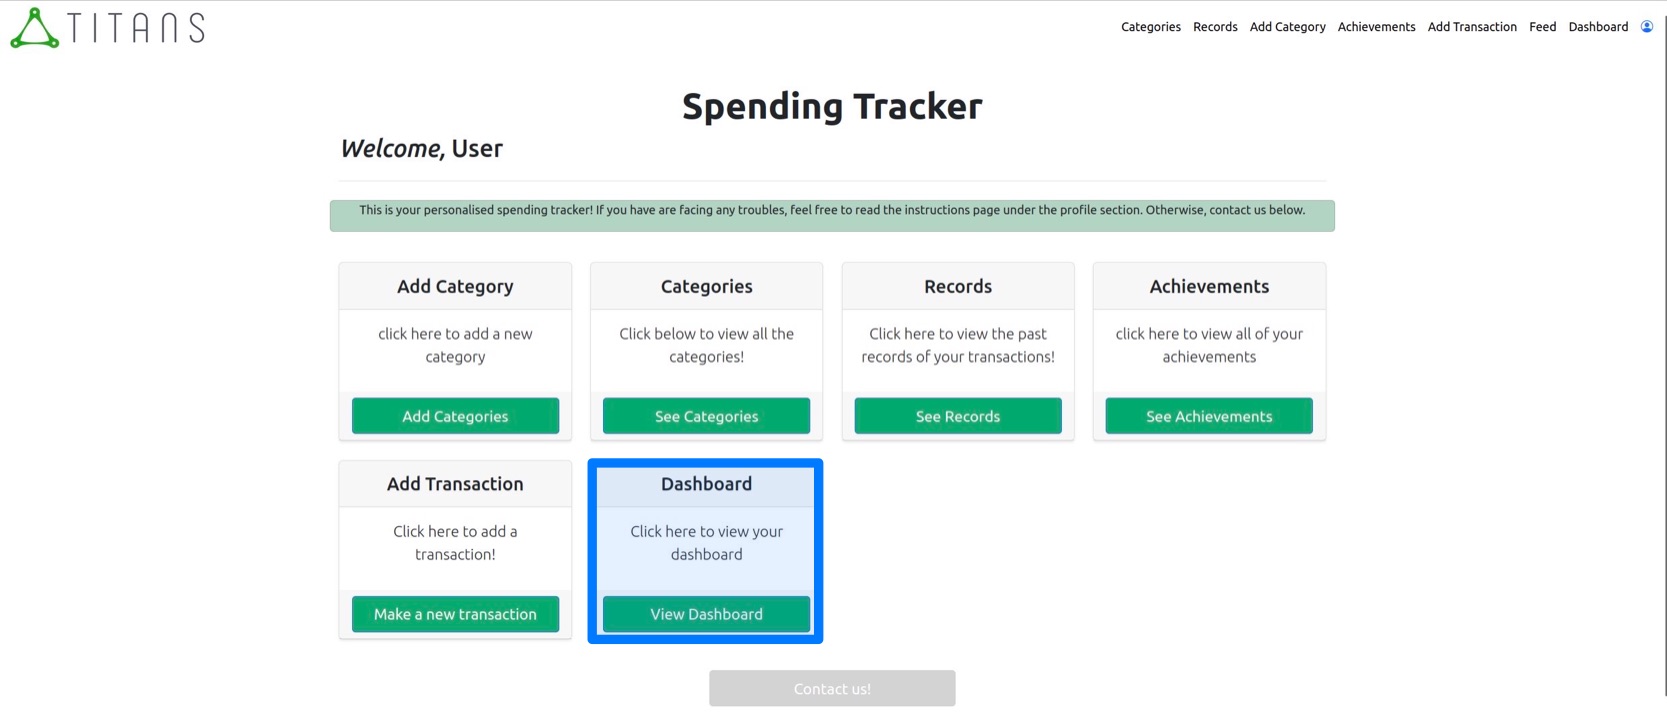 TITANS
Categories Records Add Category Achievements Add Transaction Feed Dashboard
Spending Tracker
Welcome, User
This is your personalised spending tracker! If you have are facing any troubles, feel free to read the instructions page under the profile section. Otherwise, contact us below.
Add Category
click here to add a new
category
Add Categories
Categories
Click below to view all the
categories!
See Categories
Records
Click here to view the past
records of your transactions!
See Records
Achievements
click here to view all of your
achievements
See Achievements
Add Transaction
Click here to add a
transaction!
Make a new transaction
Dashboard
Click here to view your
dashboard
View Dashboard
Contact us!